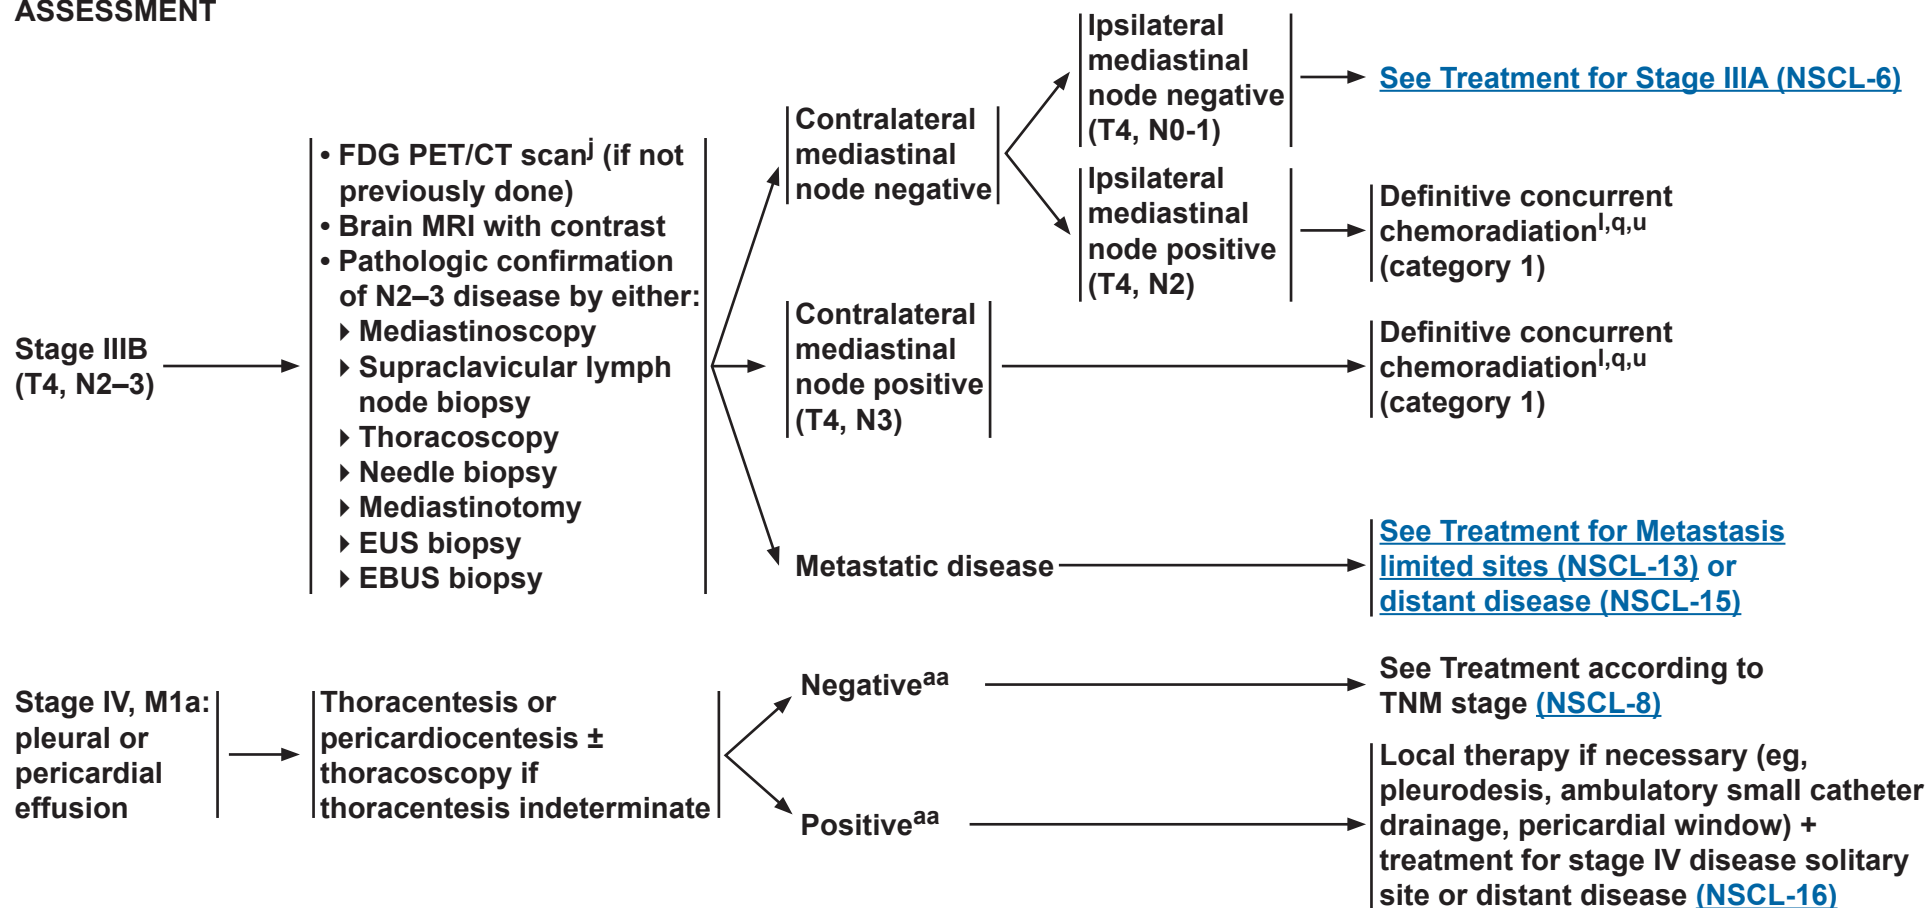 ASSESSMENT
Stage IIIB
(T4, N2–3)
• FDG PET/CT scanj (if not
previously done)
• Brain MRI with contrast
• Pathologic confirmation
of N2–3 disease by either:
▸ Mediastinoscopy
▸ Supraclavicular lymph
node biopsy
▸ Thoracoscopy
▸ Needle biopsy
▸ Mediastinotomy
▸ EUS biopsy
▸ EBUS biopsy
Contralateral
mediastinal
node negative
Ipsilateral
mediastinal
node negative
(T4, N0-1)
See Treatment for Stage IIIA (NSCL-6)
Ipsilateral
mediastinal
node positive
(T4, N2)
Definitive concurrent
chemoradiationl,q,u
(category 1)
Contralateral
mediastinal
node positive
(T4, N3)
Definitive concurrent
chemoradiationl,q,u
(category 1)
Metastatic disease
See Treatment for Metastasis
limited sites (NSCL-13) or
distant disease (NSCL-15)
Stage IV, M1a:
pleural or
pericardial
effusion
Thoracentesis or
pericardiocentesis ±
thoracoscopy if
thoracentesis indeterminate
Negativeaa
See Treatment according to
TNM stage (NSCL-8)
Positiveaa
Local therapy if necessary (eg,
pleurodesis, ambulatory small catheter
drainage, pericardial window) +
treatment for stage IV disease solitary
site or distant disease (NSCL-16)